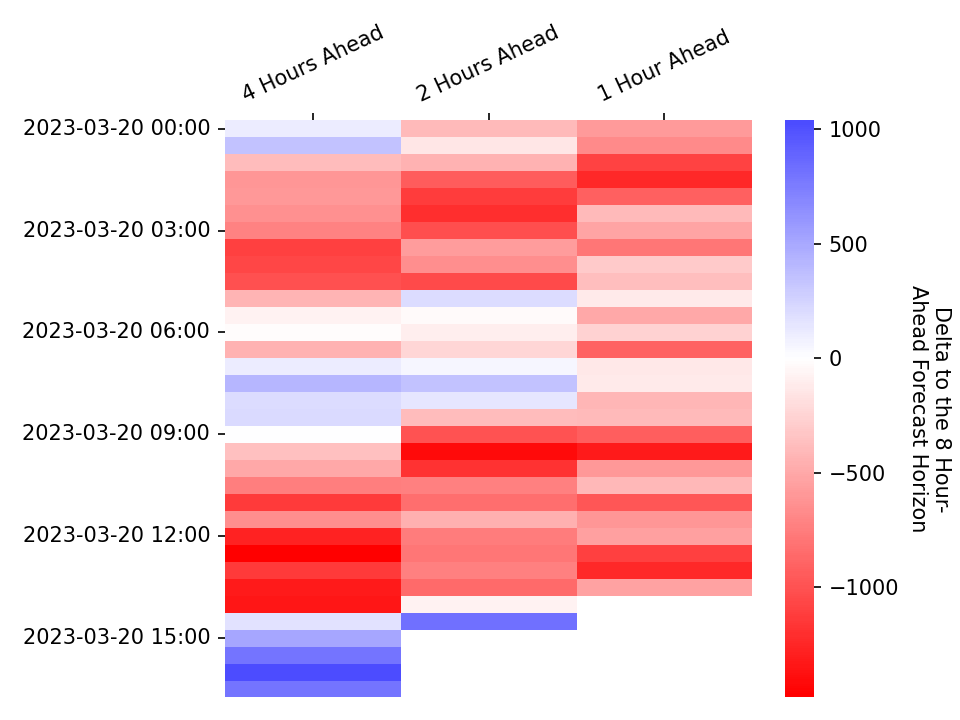 4 Hours Ahead
2 Hours Ahead
1 Hour Ahead
2023-03-20 00:00
2023-03-20 03:00
2023-03-20 06:00
2023-03-20 09:00
2023-03-20 12:00
2023-03-20 15:00
1000
500
0
−500
−1000
Delta to the 8 Hour-
Ahead Forecast Horizon